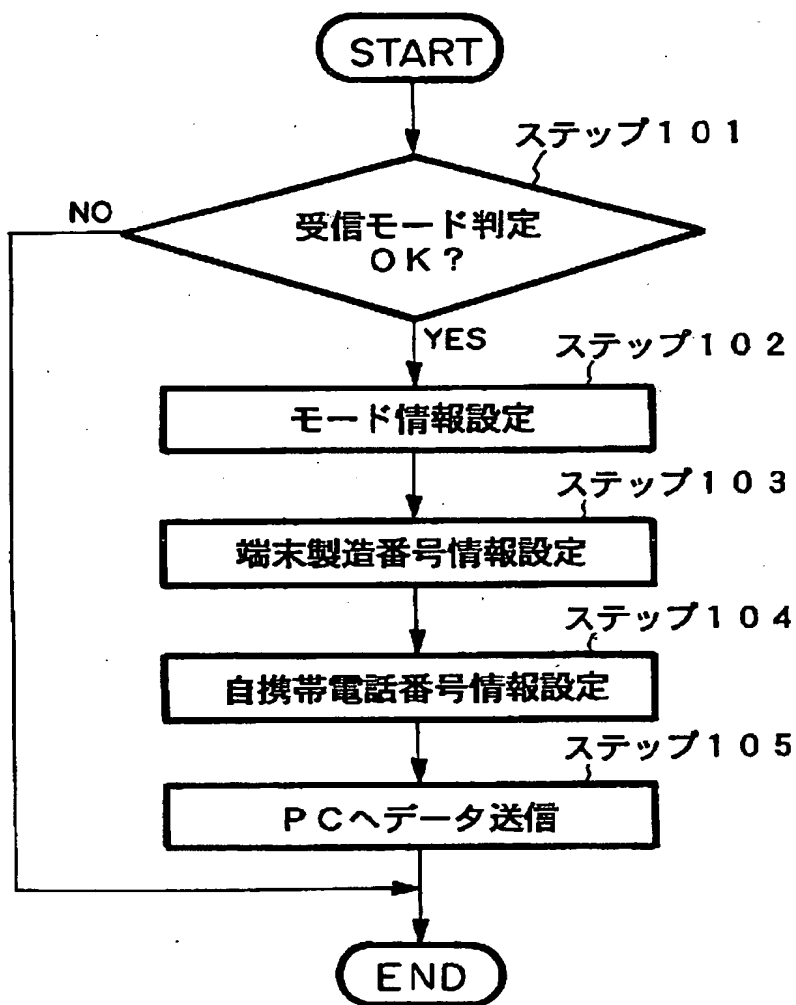 START
ステップ１０１
NO
受信モード判定
ＯＫ？
YES
ステップ１０２
モード情報設定
ステップ１０３
端末製造番号情報設定
ステップ１０４
自携帯電話番号情報設定
ステップ１０５
ＰＣへデータ送信
END